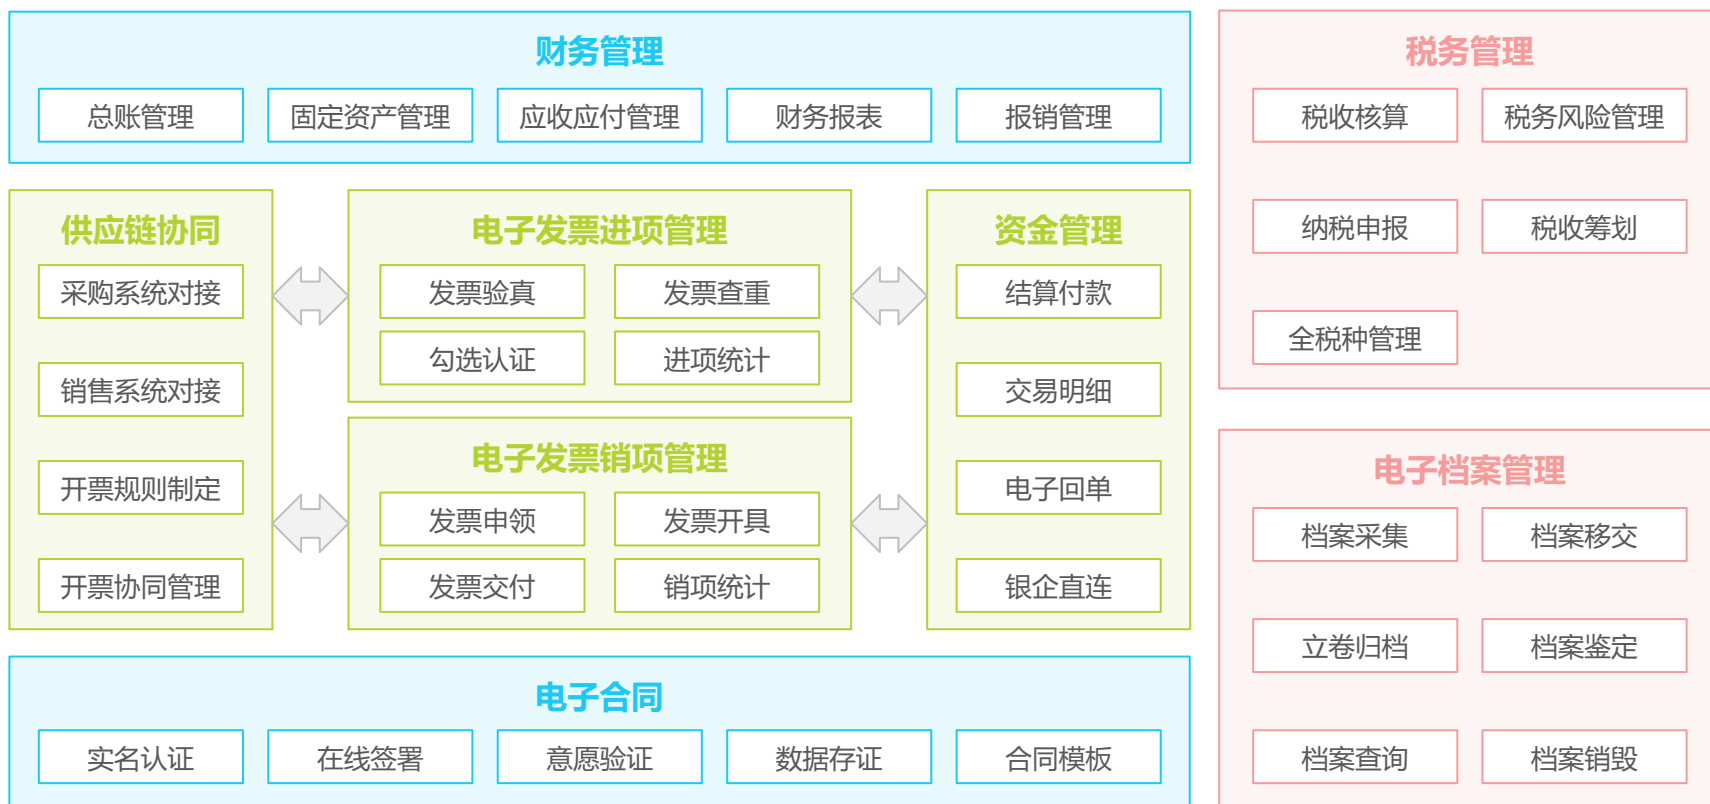 财务管理
总账管理
固定资产管理
应收应付管理
财务报表
报销管理
供应链协同
采购系统对接
销售系统对接
开票规则制定
开票协同管理
电子发票进项管理
发票验真
发票查重
勾选认证
进项统计
电子发票销项管理
发票申领
发票开具
发票交付
销项统计
资金管理
结算付款
交易明细
电子回单
银企直连
电子合同
实名认证
在线签署
意愿验证
数据存证
合同模板
税务管理
税收核算
税务风险管理
纳税申报
税收筹划
全税种管理
电子档案管理
档案采集
档案移交
立卷归档
档案鉴定
档案查询
档案销毁